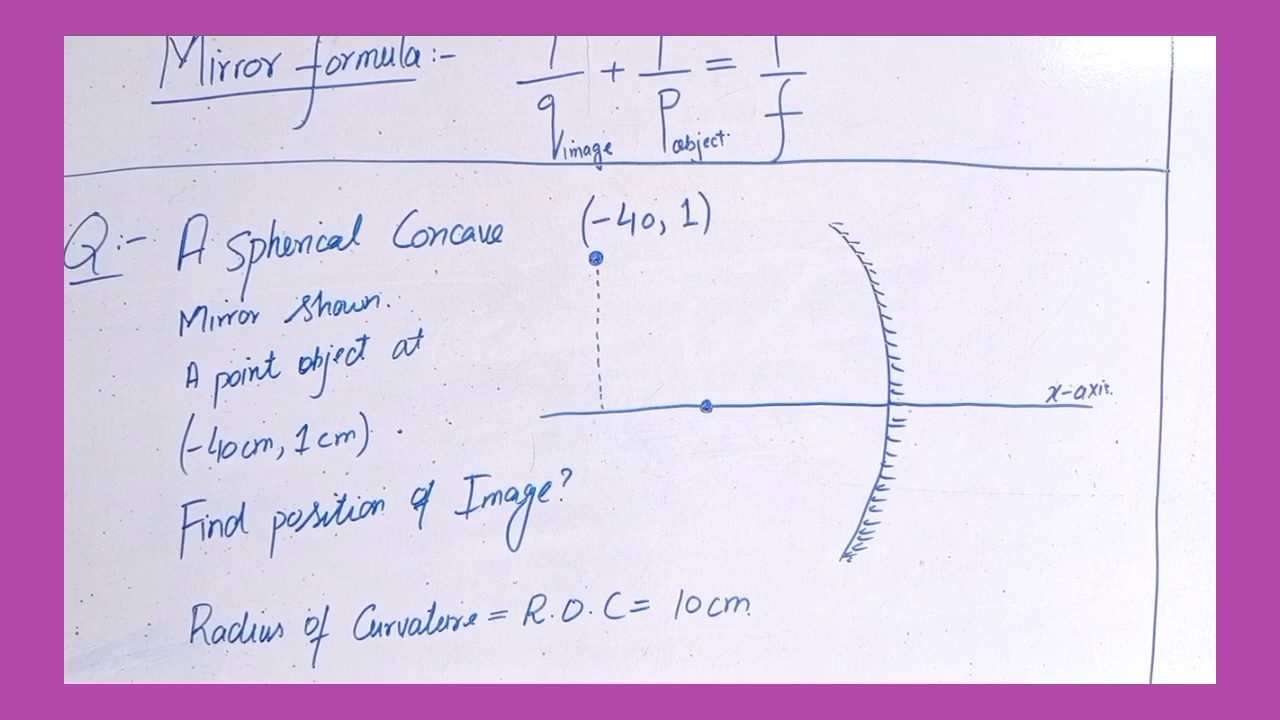 Mirror formula:- 1/q image + 1/p object = 1/f
Q:- A Spherical Concave
(-40, 1)
Mirror shown.
A point object at
x-axis.
(-40cm, 1cm).
Find position of Image?
Radius of Curvature = R.O.C = 10cm